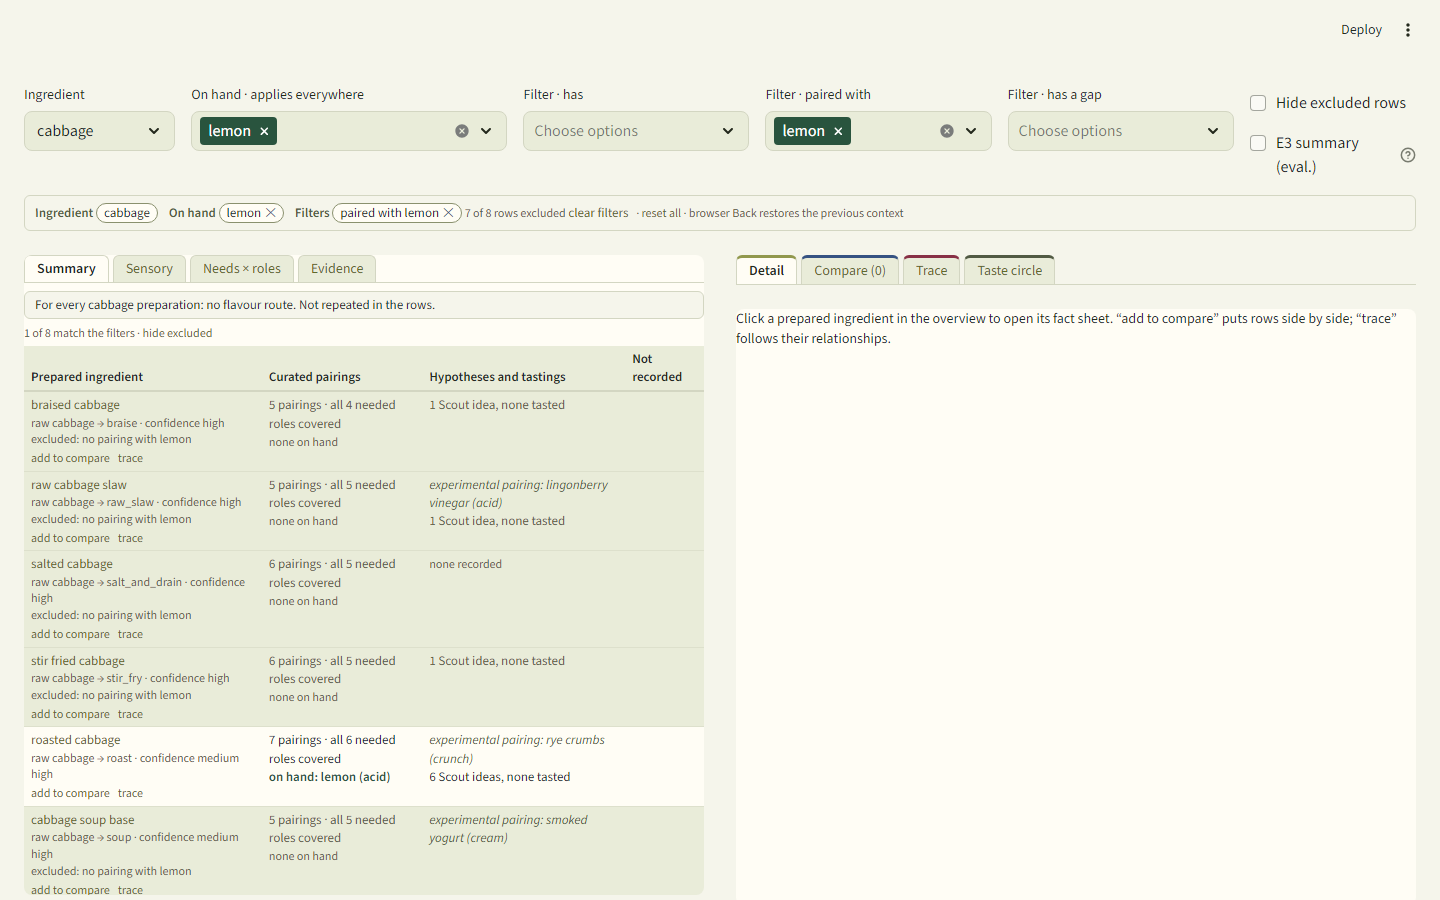 Deploy
Ingredient
On hand · applies everywhere
Filter · has
Filter · paired with
Filter · has a gap
cabbage
lemon
Choose options
lemon
Choose options
Hide excluded rows
E3 summary
(eval.)
Ingredient cabbage On hand lemon Filters paired with lemon 7 of 8 rows excluded clear filters · reset all · browser Back restores the previous context
Summary
Sensory
Needs × roles
Evidence
For every cabbage preparation: no flavour route. Not repeated in the rows.
1 of 8 match the filters · hide excluded
Prepared ingredient
Curated pairings
Hypotheses and tastings
Not
recorded
braised cabbage
raw cabbage → braise · confidence high
excluded: no pairing with lemon
add to compare trace
5 pairings · all 4 needed
roles covered
none on hand
1 Scout idea, none tasted
raw cabbage slaw
raw cabbage → raw_slaw · confidence high
excluded: no pairing with lemon
add to compare trace
5 pairings · all 5 needed
roles covered
none on hand
experimental pairing: lingonberry
vinegar (acid)
1 Scout idea, none tasted
salted cabbage
raw cabbage → salt_and_drain · confidence
high
excluded: no pairing with lemon
add to compare trace
6 pairings · all 5 needed
roles covered
none on hand
none recorded
stir fried cabbage
raw cabbage → stir_fry · confidence high
excluded: no pairing with lemon
add to compare trace
6 pairings · all 5 needed
roles covered
none on hand
1 Scout idea, none tasted
roasted cabbage
raw cabbage → roast · confidence medium
high
add to compare trace
7 pairings · all 6 needed
roles covered
on hand: lemon (acid)
experimental pairing: rye crumbs
(crunch)
6 Scout ideas, none tasted
cabbage soup base
raw cabbage → soup · confidence medium
high
excluded: no pairing with lemon
add to compare trace
5 pairings · all 5 needed
roles covered
none on hand
experimental pairing: smoked
yogurt (cream)
Detail
Compare (0)
Trace
Taste circle
Click a prepared ingredient in the overview to open its fact sheet. “add to compare” puts rows side by side; “trace”
follows their relationships.